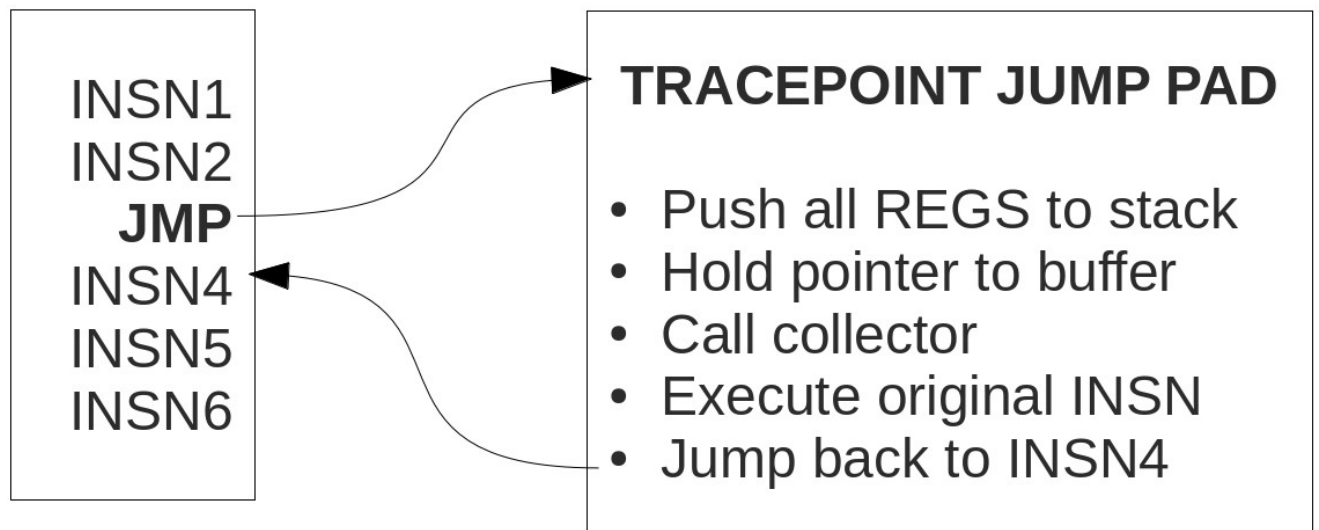 INSN1
INSN2
JMP
INSN4
INSN5
INSN6
TRACEPOINT JUMP PAD
• Push all REGS to stack
• Hold pointer to buffer
• Call collector
• Execute original INSN
• Jump back to INSN4